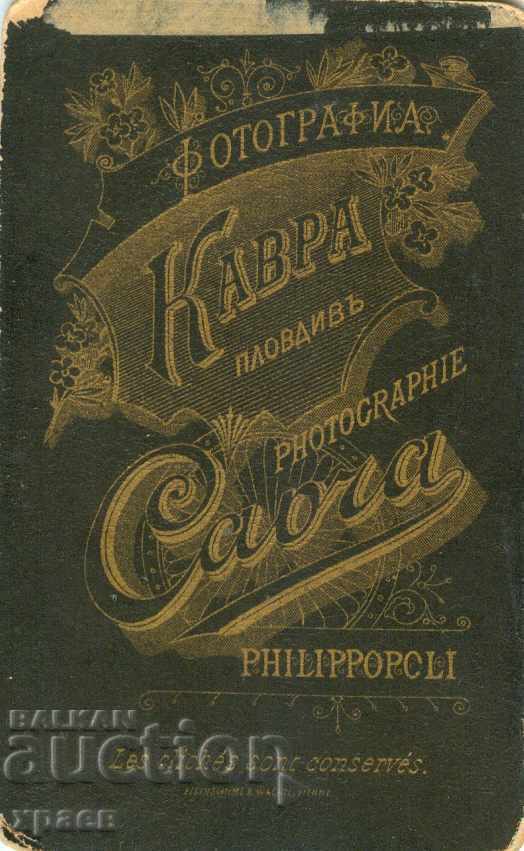 ФОТОГРАФИЯ.
КАВРА
ПЛОВДИВЪ
PHOTOGRAPHIE
Cavra
PHILIPPOPOLI
Les clichés sont conservés.
BALKAN
auction
храев